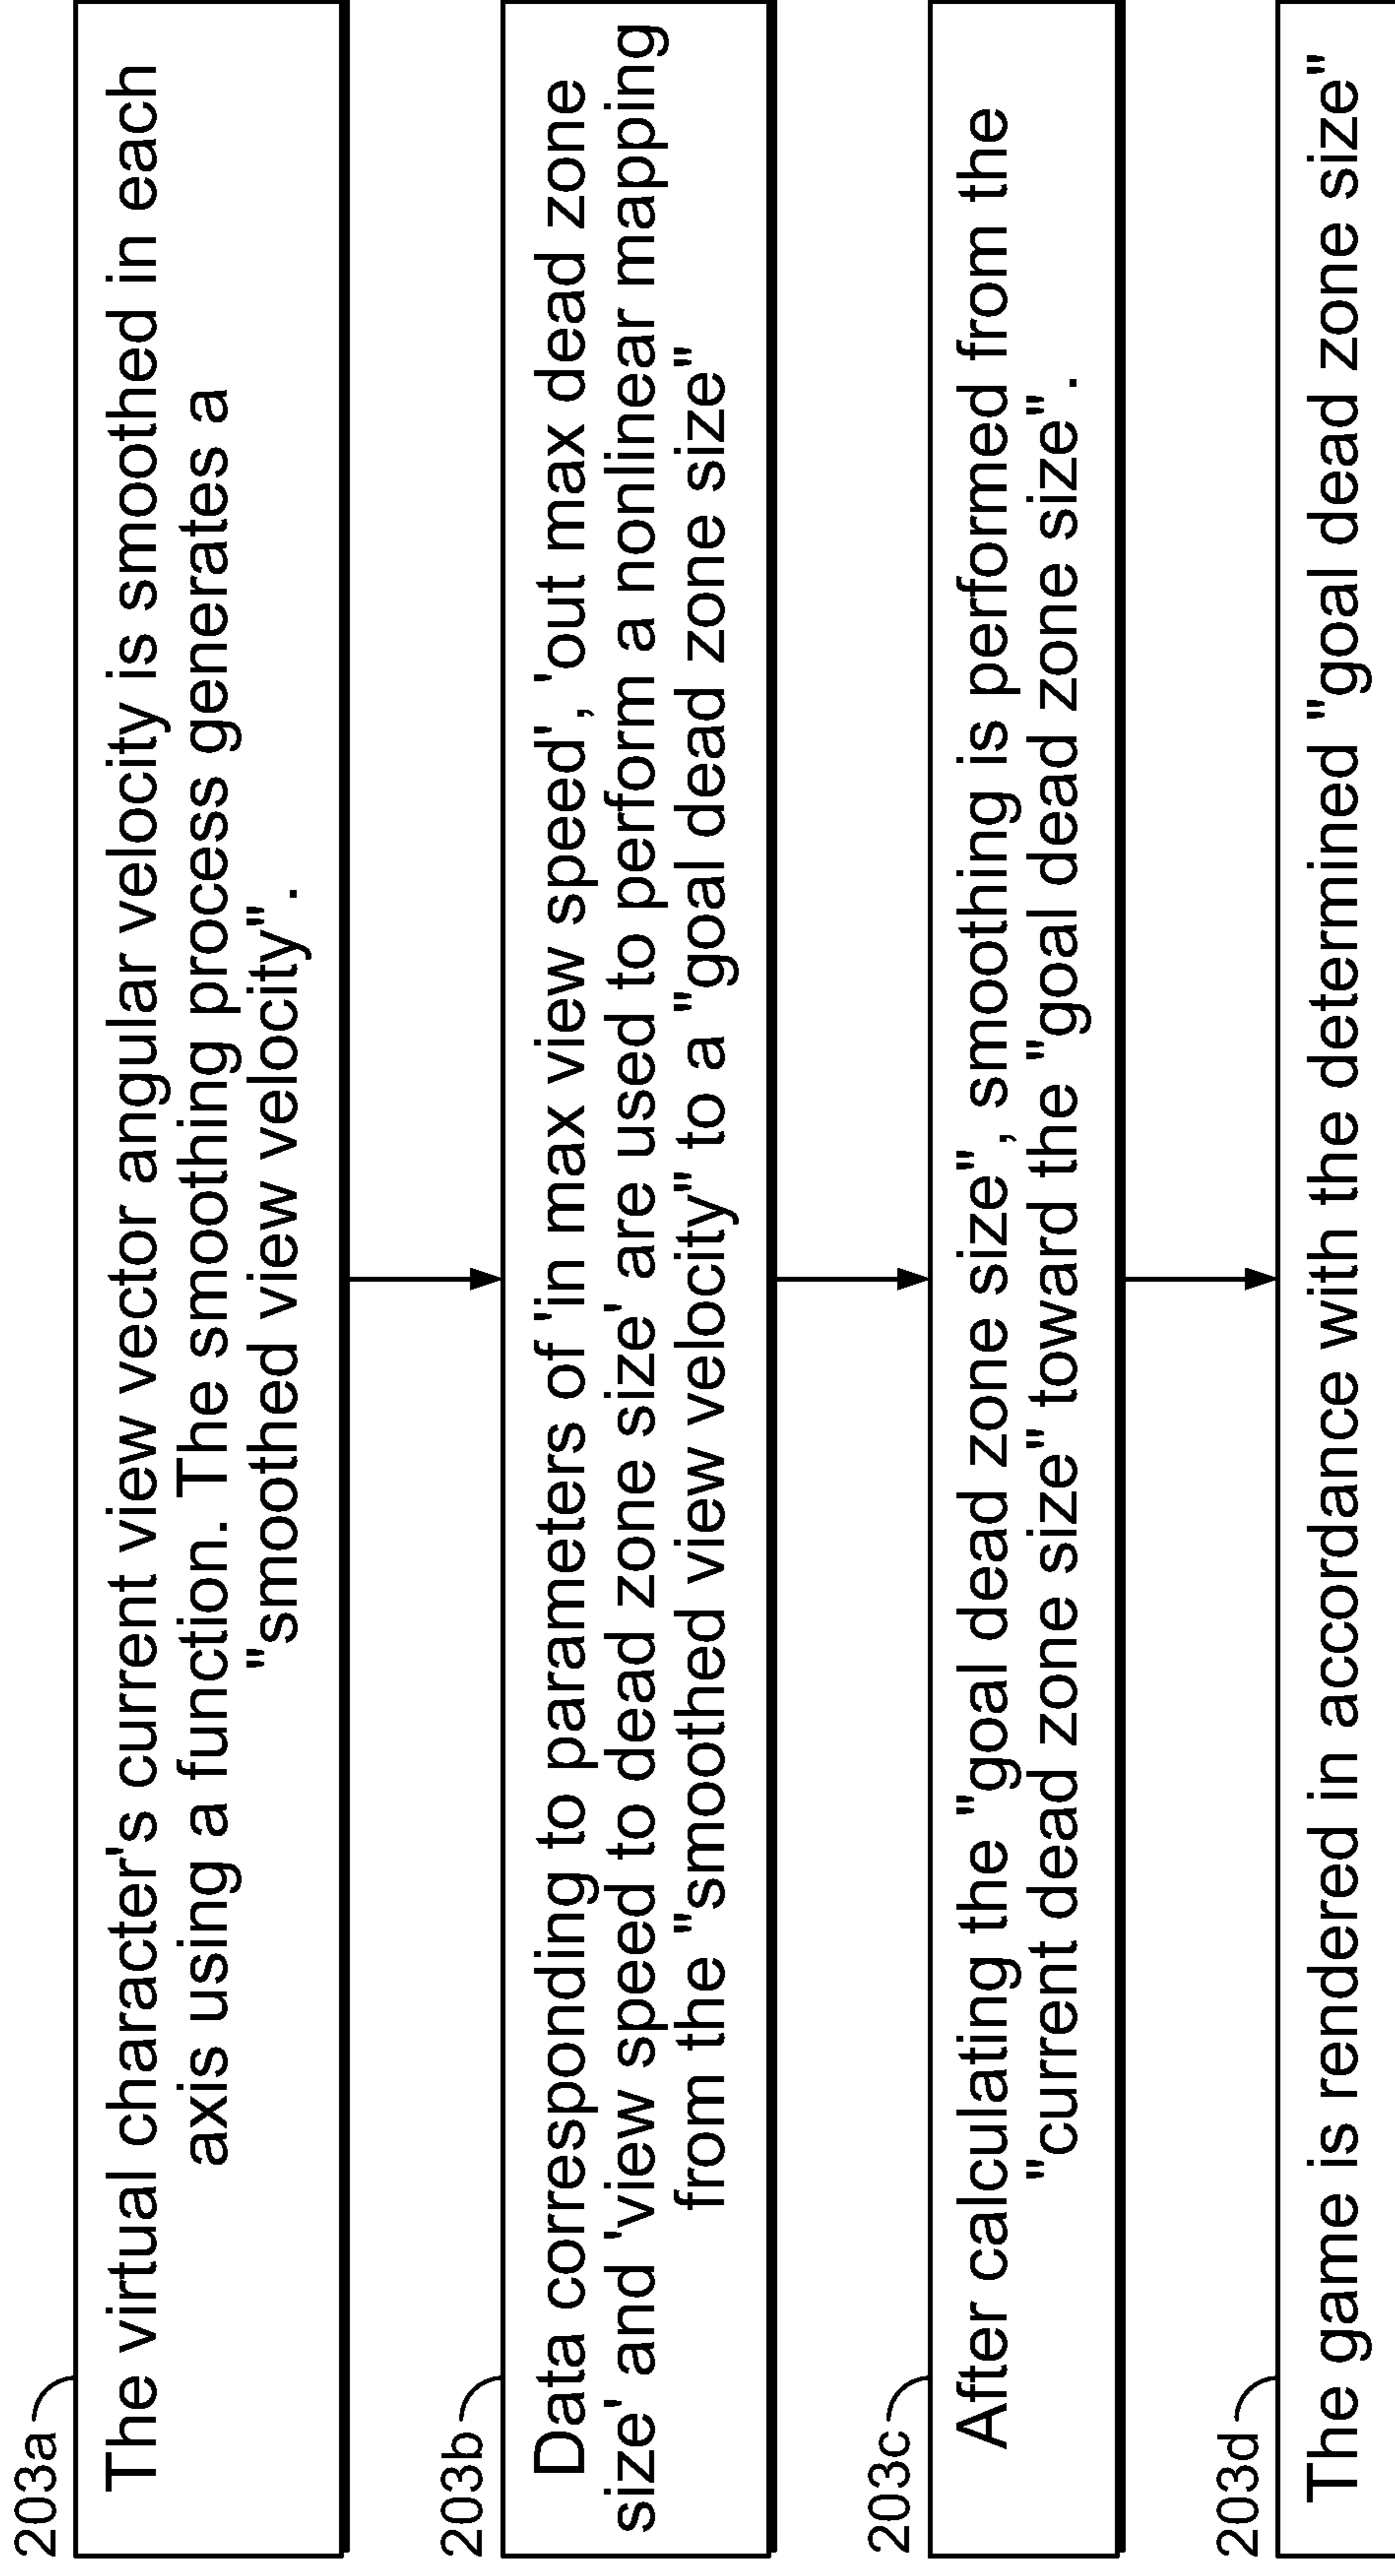 203a
The virtual character's current view vector angular velocity is smoothed in each
axis using a function. The smoothing process generates a
"smoothed view velocity".
203b
Data corresponding to parameters of 'in max view speed', 'out max dead zone
size' and 'view speed to dead zone size' are used to perform a nonlinear mapping
from the "smoothed view velocity" to a "goal dead zone size"
203c
After calculating the "goal dead zone size", smoothing is performed from the
"current dead zone size" toward the "goal dead zone size".
203d
The game is rendered in accordance with the determined "goal dead zone size"